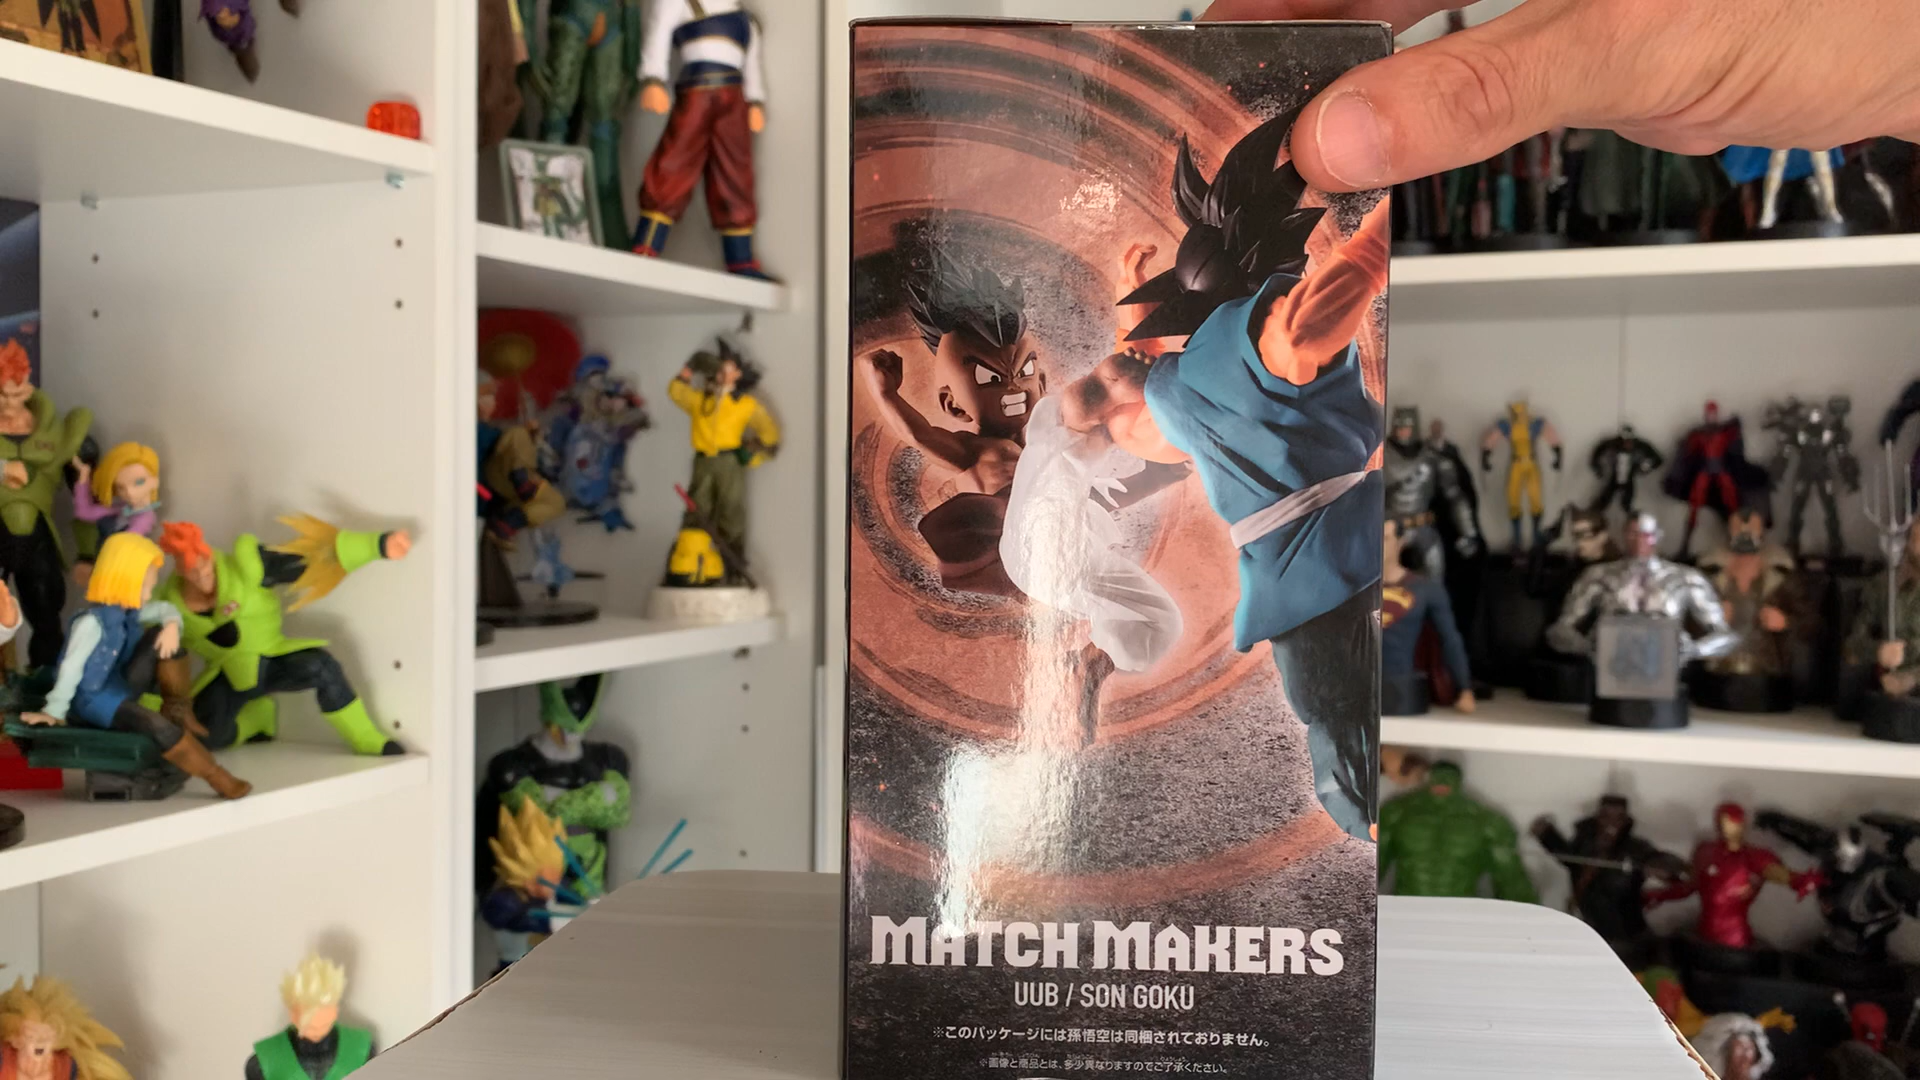 MATCH MAKERS
UUB / SON GOKU
※このパッケージには孫悟空は同梱されておりません。
※画像と商品とは、多少異なりますのでご了承ください。